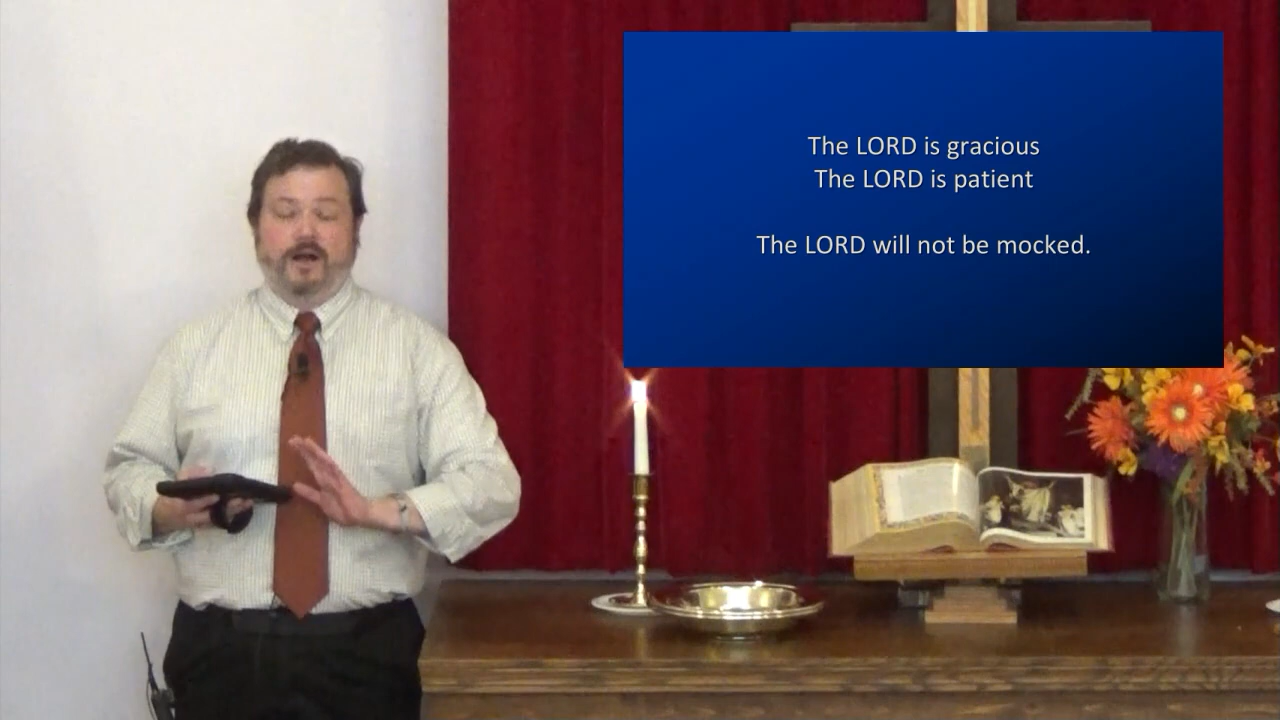 The LORD is gracious
The LORD is patient
The LORD will not be mocked.